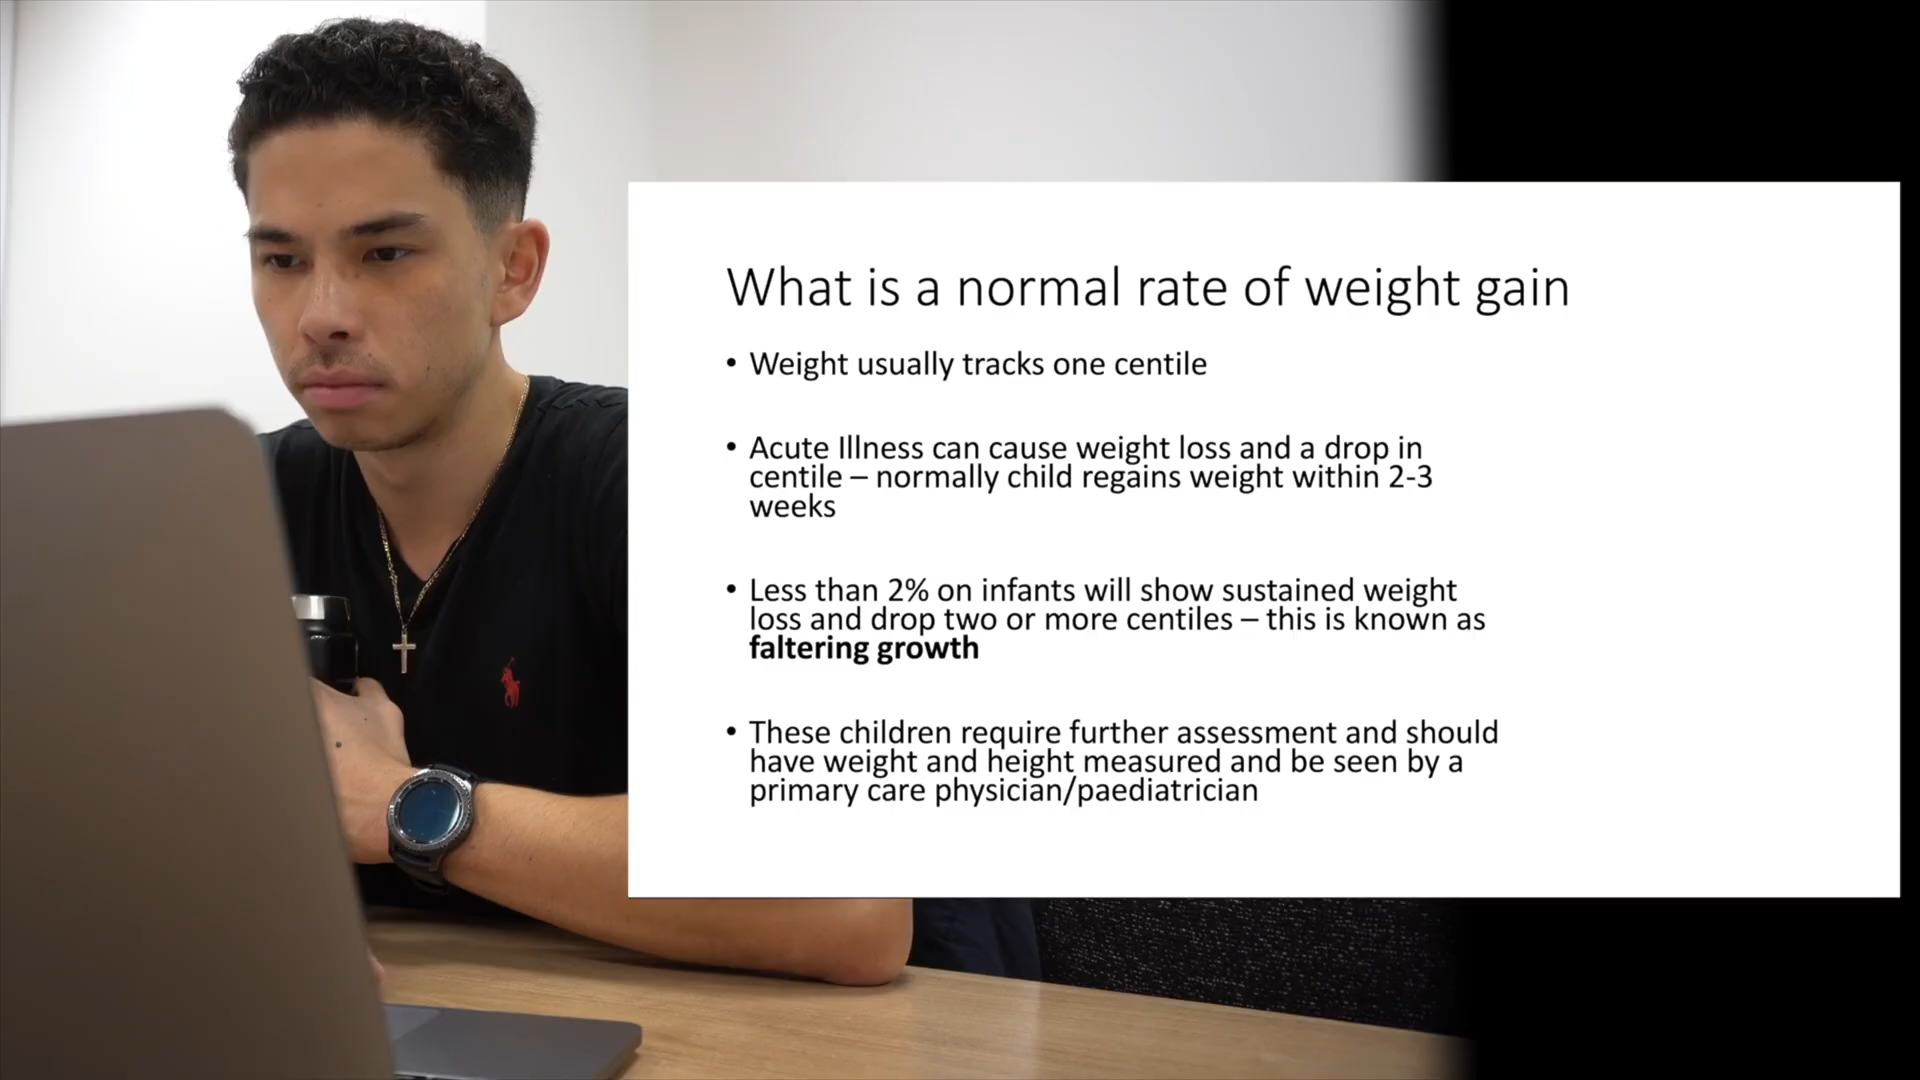 What is a normal rate of weight gain
• Weight usually tracks one centile
• Acute Illness can cause weight loss and a drop in
centile – normally child regains weight within 2-3
weeks
• Less than 2% on infants will show sustained weight
loss and drop two or more centiles – this is known as
faltering growth
• These children require further assessment and should
have weight and height measured and be seen by a
primary care physician/paediatrician